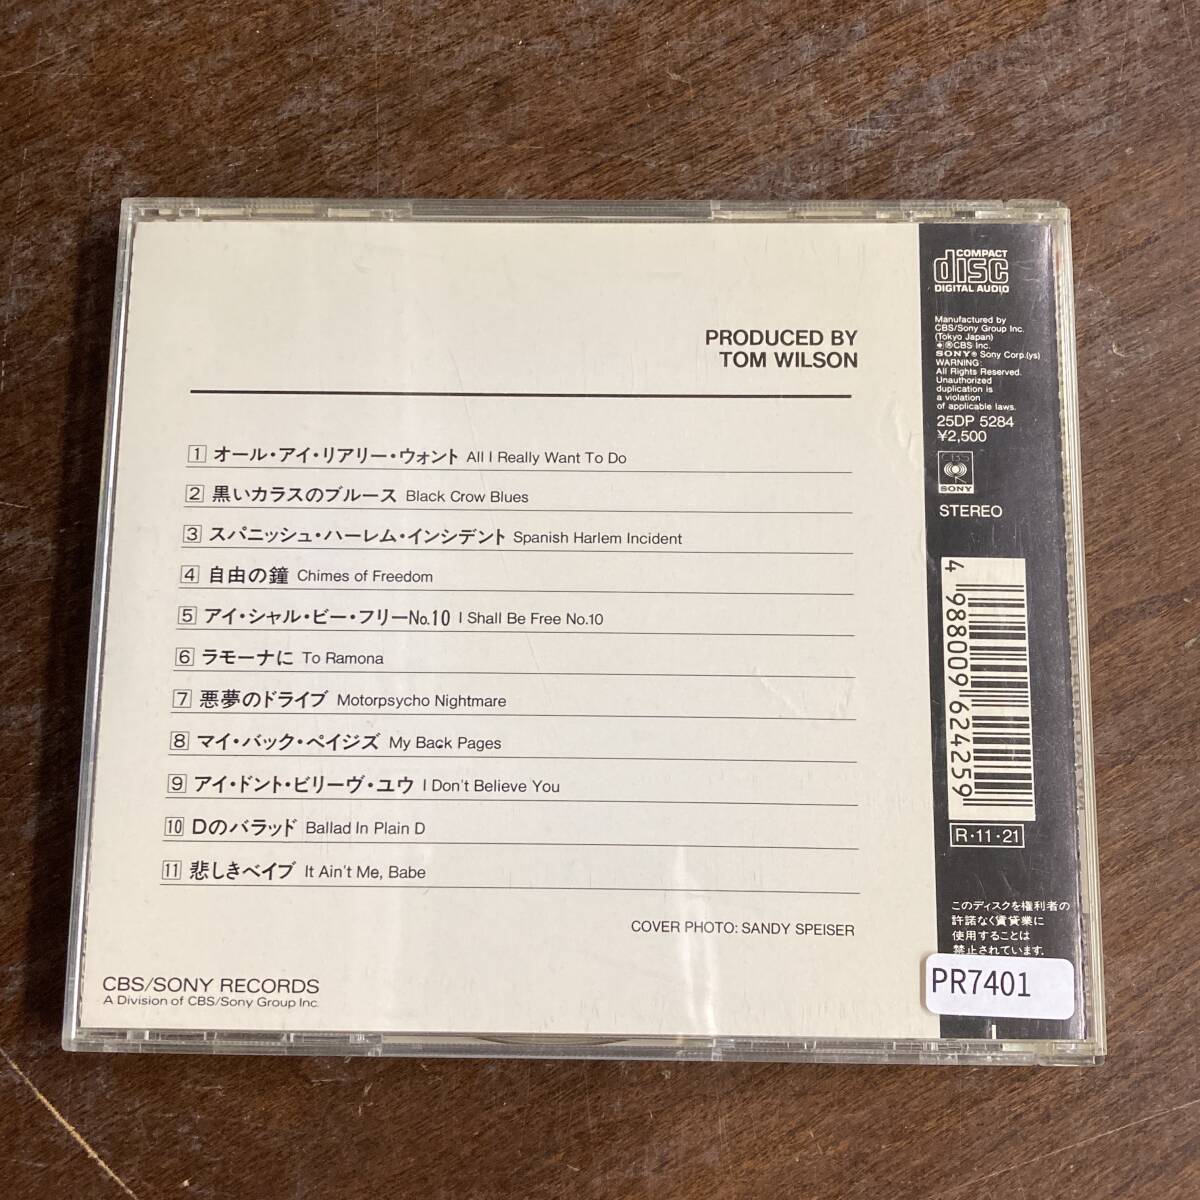 PRODUCED BY
TOM WILSON
1 オール・アイ・リアリー・ウォント All I Really Want To Do
2 黒いカラスのブルース Black Crow Blues
3 スパニッシュ・ハーレム・インシデント Spanish Harlem Incident
4 自由の鐘 Chimes of Freedom
5 アイ・シャル・ビー・フリーNo.10 I Shall Be Free No.10
6 ラモーナに To Ramona
7 悪夢のドライブ Motorpsycho Nightmare
8 マイ・バック・ペイジズ My Back Pages
9 アイ・ドント・ビリーヴ・ユウ I Don't Believe You
10 Dのバラッド Ballad In Plain D
11 悲しきベイブ It Ain't Me, Babe
COVER PHOTO: SANDY SPEISER
CBS/SONY RECORDS
A Division of CBS/Sony Group Inc.
COMPACT
disc
DIGITAL AUDIO
Manufactured by
CBS/Sony Group Inc.
(Tokyo Japan)
℗CBS Inc.
SONY® Sony Corp.(ys)
WARNING:
All Rights Reserved.
Unauthorized
duplication is
a violation
of applicable laws.
25DP 5284
¥2,500
CBS
SONY
STEREO
4 988009 624259
R・11・21
このディスクを権利者の
許諾なく賃貸業に
使用することは
禁止されています.
PR7401